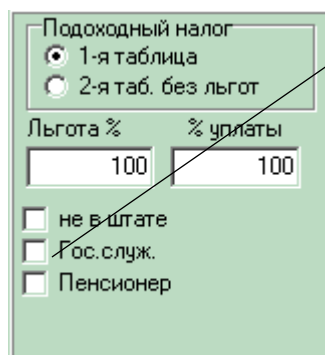 Подоходный налог
1-я таблица
2-я таб. без льгот
Льгота % % уплаты
100 100
не в штате
Гос.служ.
Пенсионер